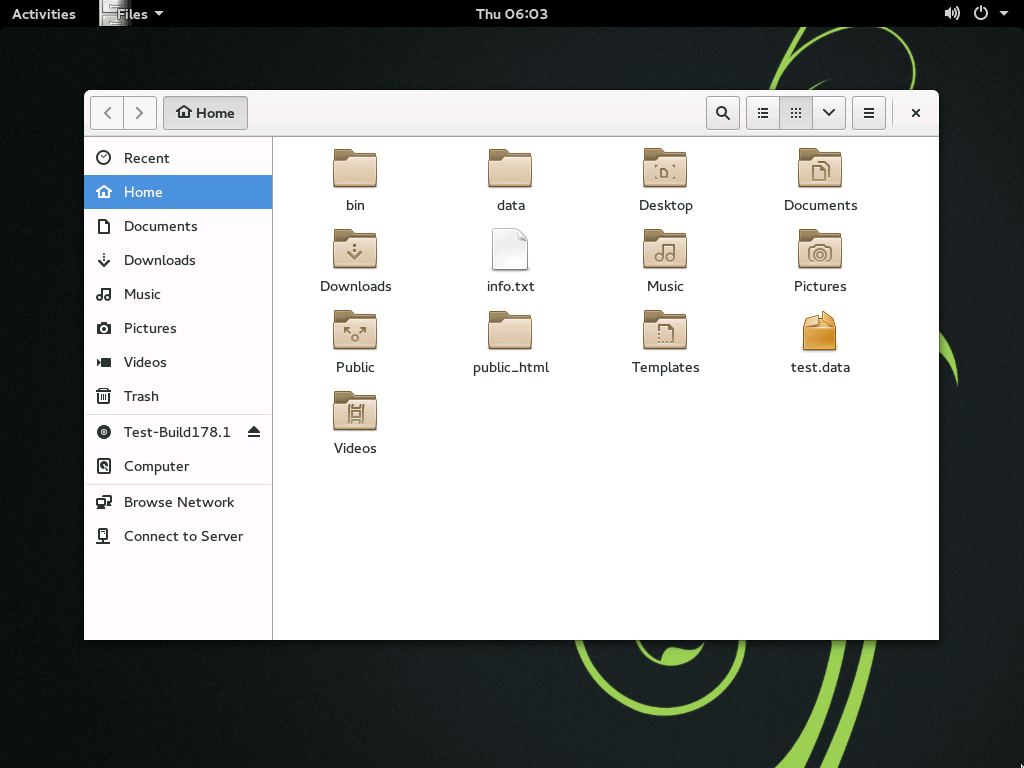 Activities Files Thu 06:03
Home
Recent
Home
Documents
Downloads
Music
Pictures
Videos
Trash
Test-Build178.1
Computer
Browse Network
Connect to Server
bin data Desktop Documents
Downloads info.txt Music Pictures
Public public_html Templates test.data
Videos